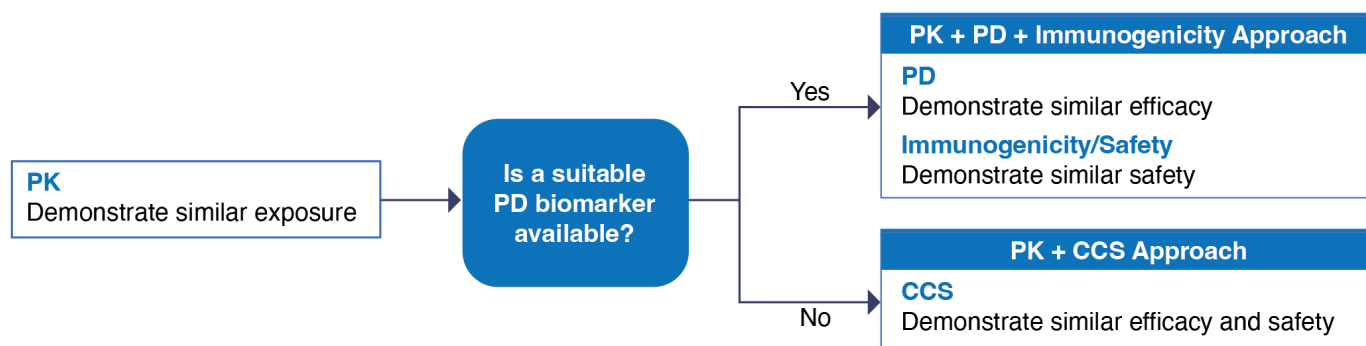 PK
Demonstrate similar exposure
Is a suitable
PD biomarker
available?
Yes
PK + PD + Immunogenicity Approach
PD
Demonstrate similar efficacy
Immunogenicity/Safety
Demonstrate similar safety
No
PK + CCS Approach
CCS
Demonstrate similar efficacy and safety